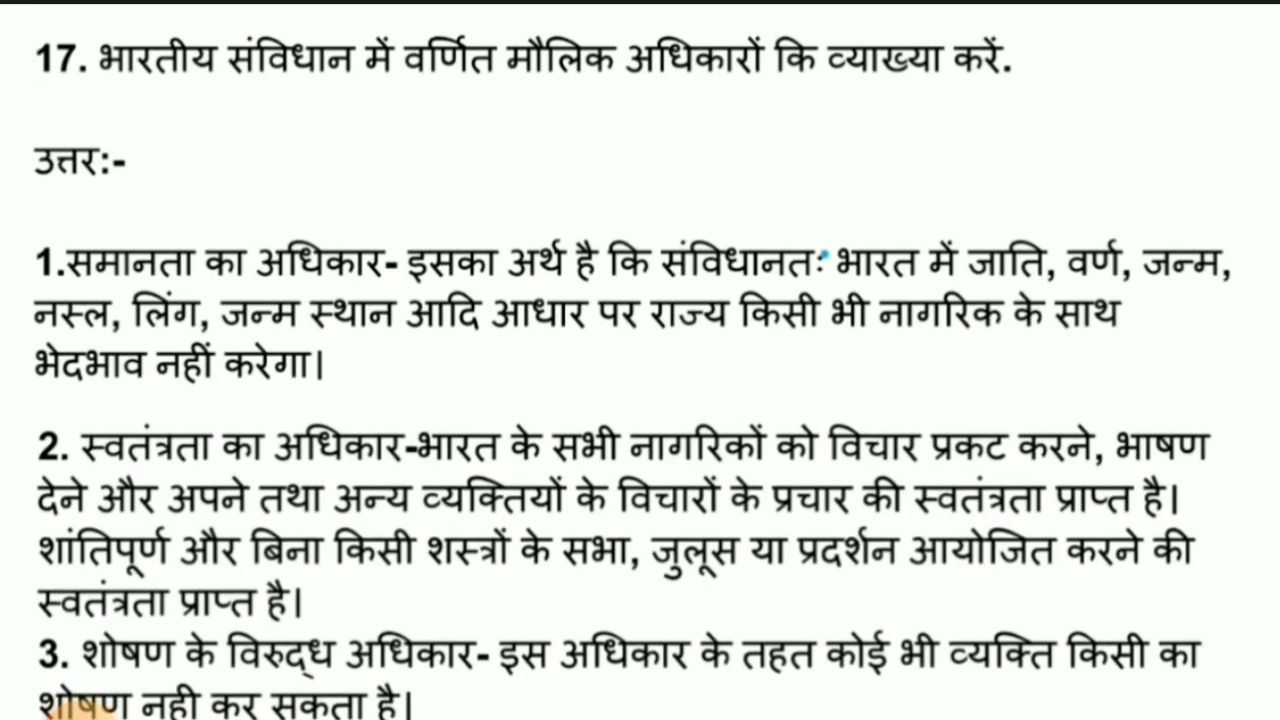 17. भारतीय संविधान में वर्णित मौलिक अधिकारों कि व्याख्या करें.
उत्तर:-
1.समानता का अधिकार- इसका अर्थ है कि संविधानतः भारत में जाति, वर्ण, जन्म,
नस्ल, लिंग, जन्म स्थान आदि आधार पर राज्य किसी भी नागरिक के साथ
भेदभाव नहीं करेगा।
2. स्वतंत्रता का अधिकार-भारत के सभी नागरिकों को विचार प्रकट करने, भाषण
देने और अपने तथा अन्य व्यक्तियों के विचारों के प्रचार की स्वतंत्रता प्राप्त है।
शांतिपूर्ण और बिना किसी शस्त्रों के सभा, जुलूस या प्रदर्शन आयोजित करने की
स्वतंत्रता प्राप्त है।
3. शोषण के विरुद्ध अधिकार- इस अधिकार के तहत कोई भी व्यक्ति किसी का
शोषण नही कर सकता है।